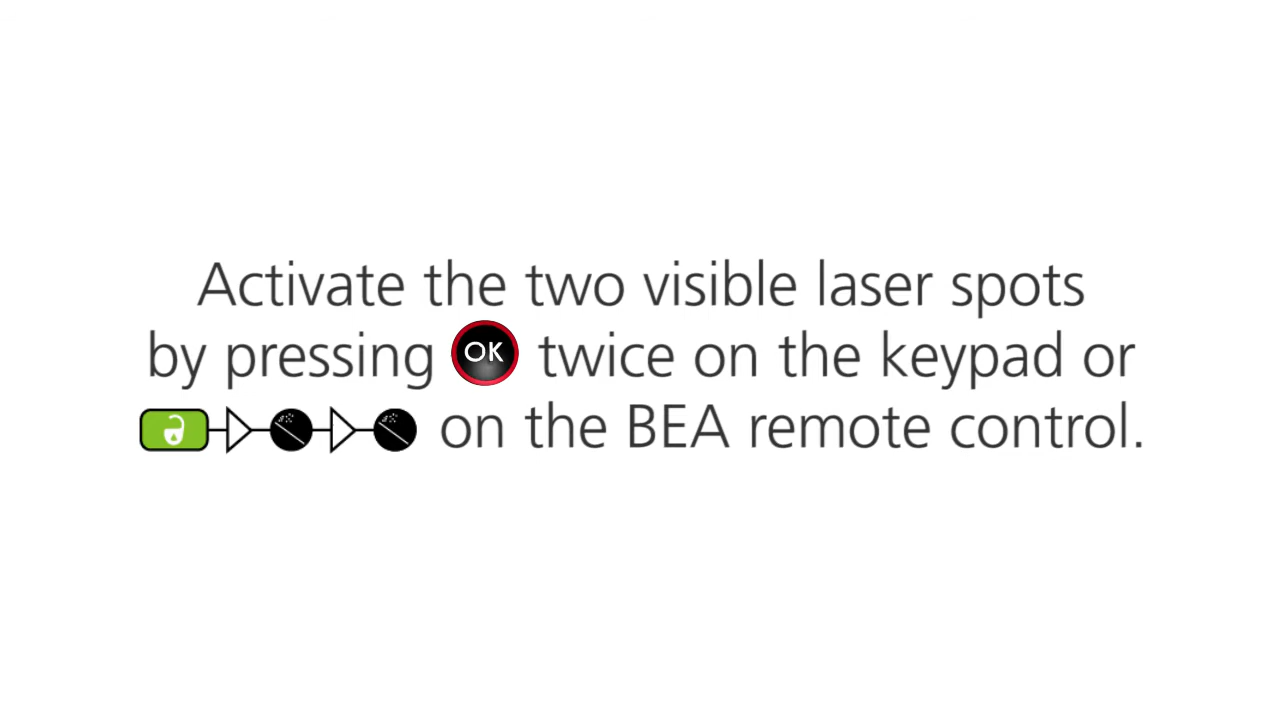 Activate the two visible laser spots
by pressing OK twice on the keypad or
on the BEA remote control.